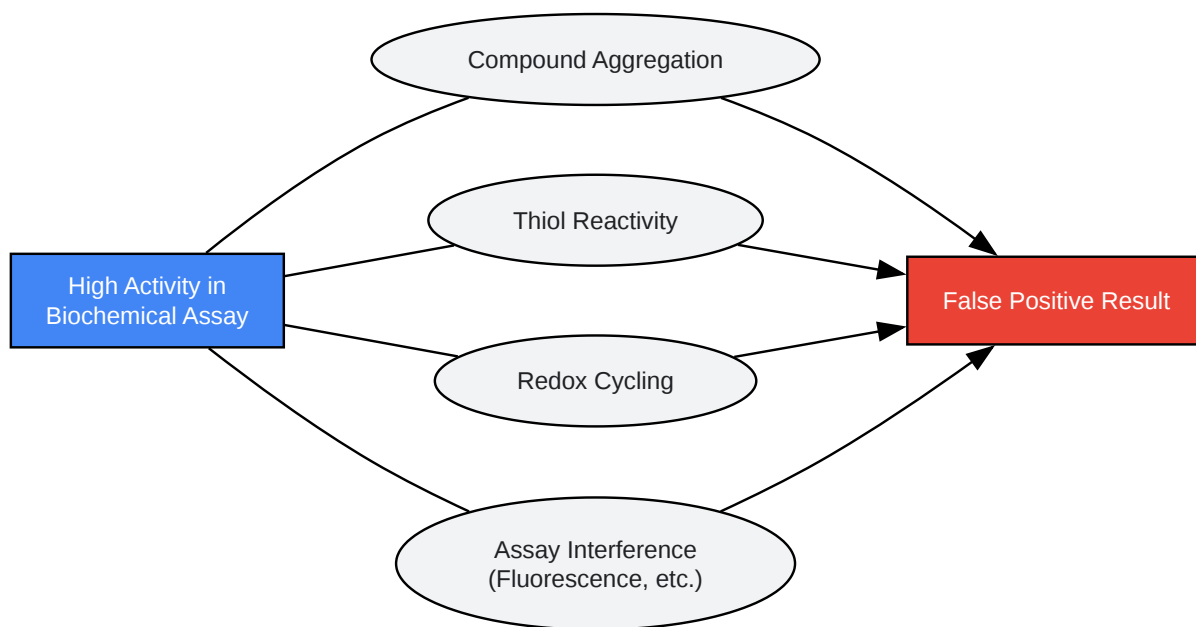 Compound Aggregation
Thiol Reactivity
High Activity in
Biochemical Assay
False Positive Result
Redox Cycling
Assay Interference
(Fluorescence, etc.)